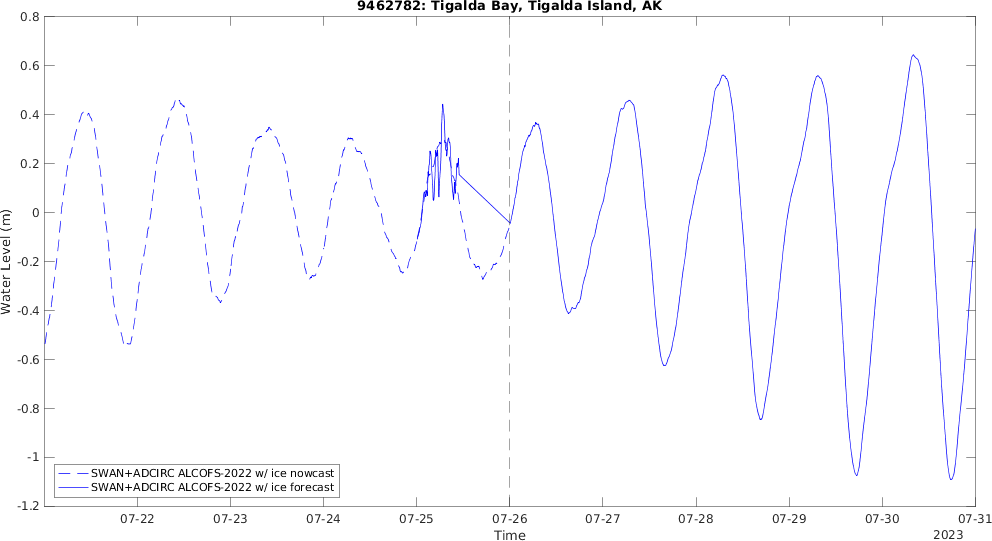 9462782: Tigalda Bay, Tigalda Island, AK
0.8
0.6
0.4
0.2
0
-0.2
-0.4
-0.6
-0.8
-1
-1.2
Water Level (m)
SWAN+ADCIRC ALCOFS-2022 w/ ice nowcast
SWAN+ADCIRC ALCOFS-2022 w/ ice forecast
07-22 07-23 07-24 07-25 07-26 07-27 07-28 07-29 07-30 07-31
Time
2023